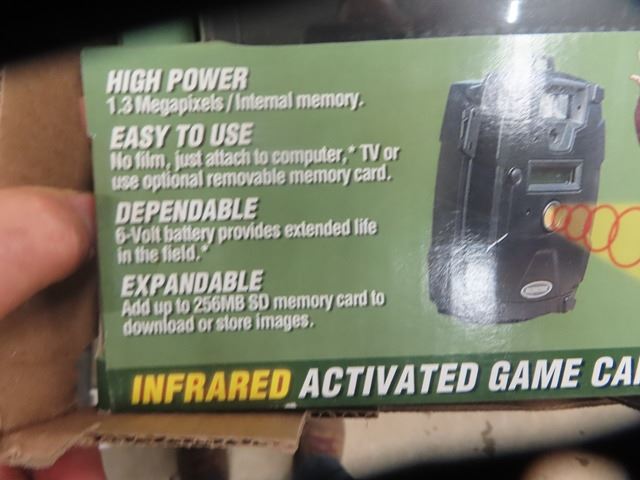 HIGH POWER
1.3 Megapixels / Internal memory.
EASY TO USE
No film, just attach to computer,* TV or
use optional removable memory card.
DEPENDABLE
6-Volt battery provides extended life
in the field.*
EXPANDABLE
Add up to 256MB SD memory card to
download or store images.
INFRARED ACTIVATED GAME CA